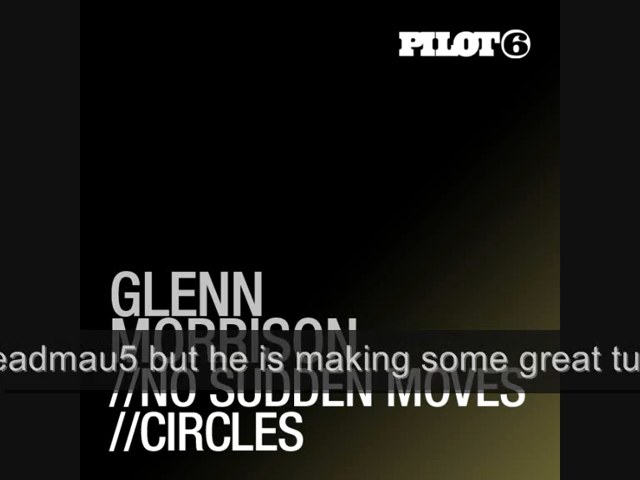 PILOT6
GLENN
MORRISON
eadmau5 but he is making some great tu
//NO SUDDEN MOVES
//CIRCLES